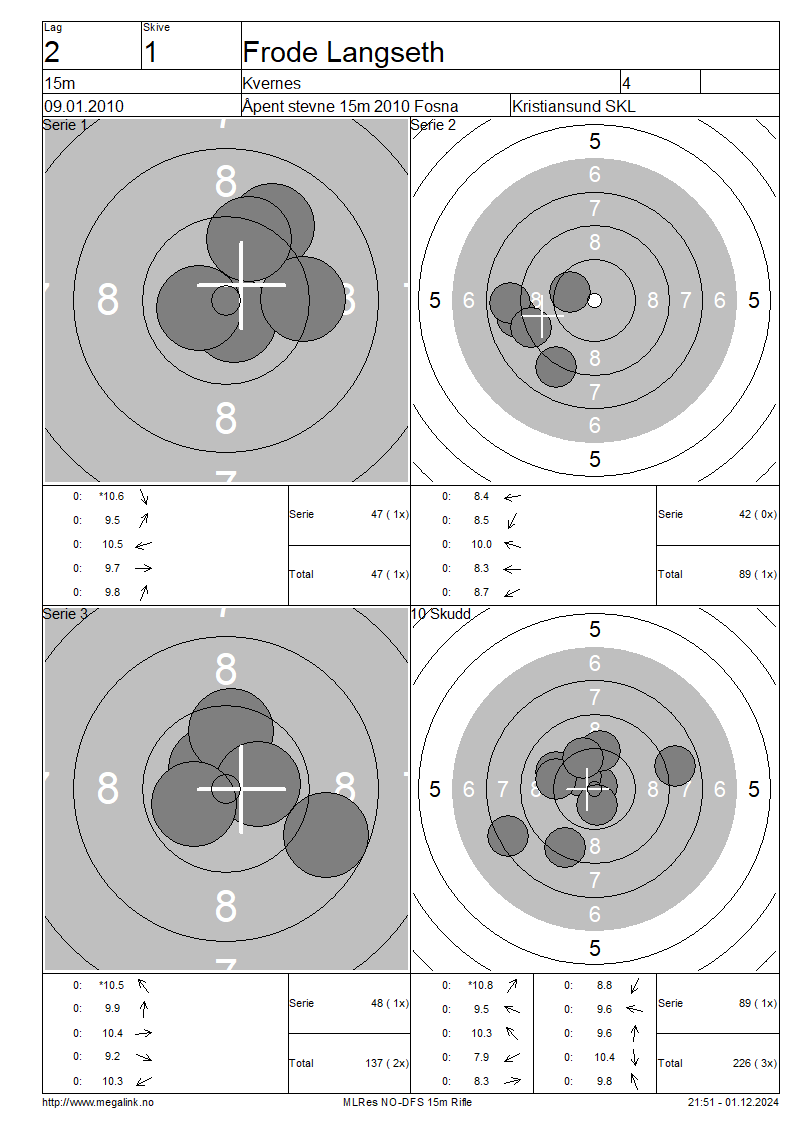 Lag
Skive
2
1
Frode Langseth
15m
Kvernes
4
09.01.2010
Åpent stevne 15m 2010 Fosna
Kristiansund SKL
Serie 1
8
8 8
8
7
Serie 2
5
6
7
8
5 6 8 8 7 6 5
8
7
6
5
0: *10.6
0: 9.5
0: 10.5
0: 9.7
0: 9.8
Serie 47 ( 1x)
Total 47 ( 1x)
0: 8.4
0: 8.5
0: 10.0
0: 8.3
0: 8.7
Serie 42 ( 0x)
Total 89 ( 1x)
Serie 3
8
8 8
8
7
10 Skudd
5
6
7
8
5 6 7 8 8 7 6 5
8
7
6
5
0: *10.5
0: 9.9
0: 10.4
0: 9.2
0: 10.3
Serie 48 ( 1x)
Total 137 ( 2x)
0: *10.8 0: 8.8
0: 9.5 0: 9.6
0: 10.3 0: 9.6
0: 7.9 0: 10.4
0: 8.3 0: 9.8
Serie 89 ( 1x)
Total 226 ( 3x)
http://www.megalink.no
MLRes NO-DFS 15m Rifle
21:51 - 01.12.2024